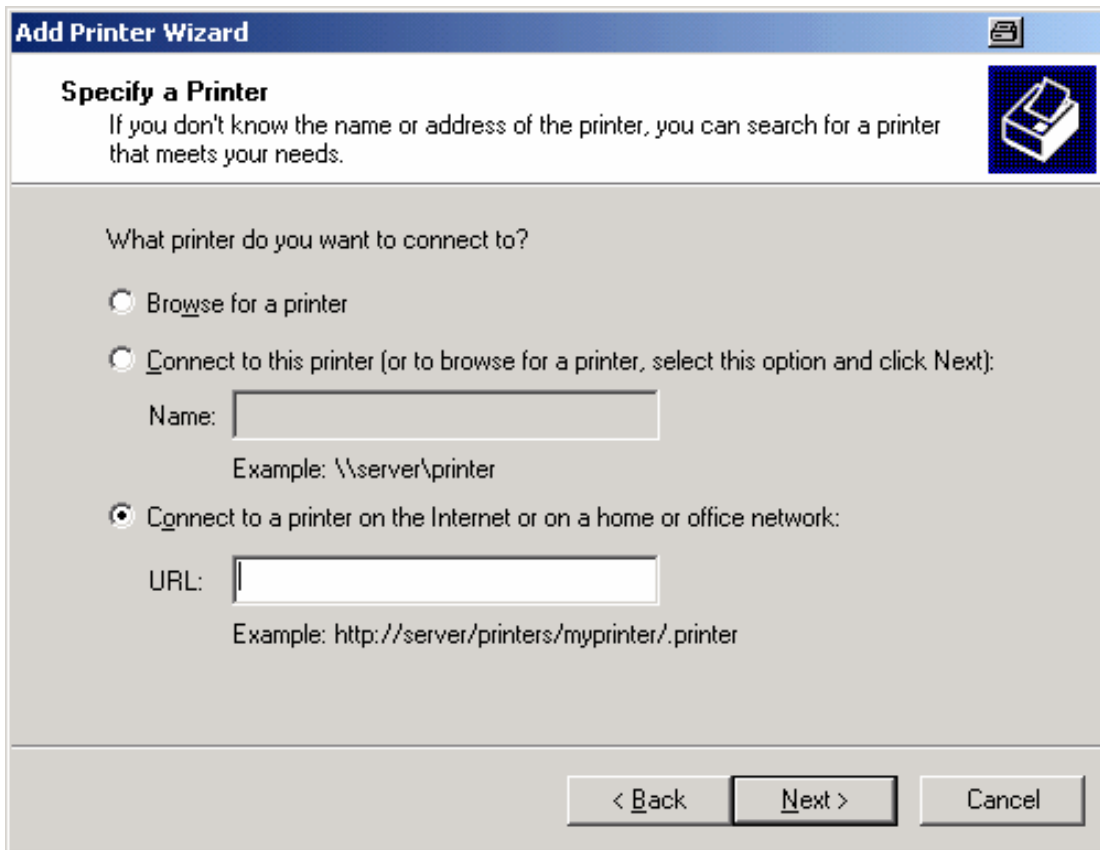 Add Printer Wizard
Specify a Printer
If you don't know the name or address of the printer, you can search for a printer
that meets your needs.
What printer do you want to connect to?
Browse for a printer
Connect to this printer (or to browse for a printer, select this option and click Next):
Name:
Example: \\server\printer
Connect to a printer on the Internet or on a home or office network:
URL:
Example: http://server/printers/myprinter/.printer
< Back Next > Cancel